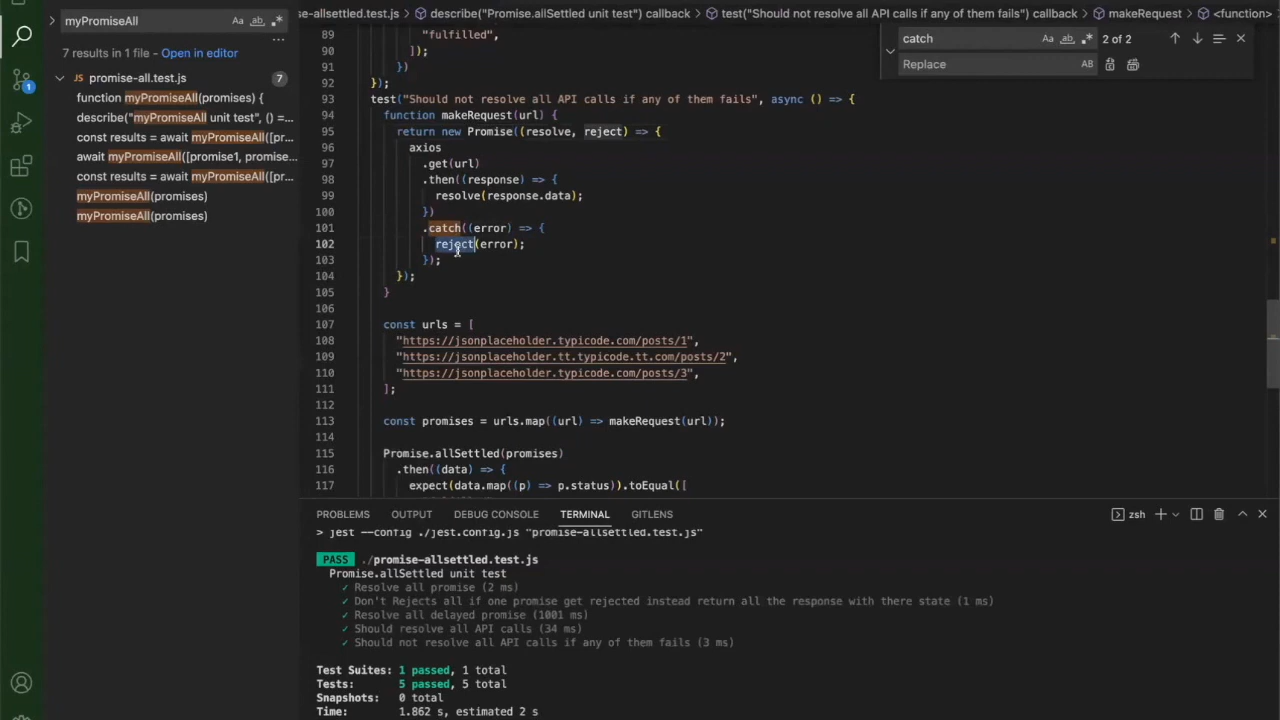 myPromiseAll
Aa
ab
7 results in 1 file - Open in editor
JS promise-all.test.js
7
function myPromiseAll(promises) {
describe("myPromiseAll unit test", () =…
const results = await myPromiseAll([pr…
await myPromiseAll([promise1, promise…
const results = await myPromiseAll([pr…
myPromiseAll(promises)
myPromiseAll(promises)
1
se-allsettled.test.js > describe("Promise.allSettled unit test") callback > test("Should not resolve all API calls if any of them fails") callback > makeRequest > <function>
catch
Aa
ab
2 of 2
Replace
AB
89 "fulfilled",
90 ]);
91 })
92 });
93 test("Should not resolve all API calls if any of them fails", async () => {
94 function makeRequest(url) {
95 return new Promise((resolve, reject) => {
96 axios
97 .get(url)
98 .then((response) => {
99 resolve(response.data);
100 })
101 .catch((error) => {
102 reject(error);
103 });
104 });
105 }
106
107 const urls = [
108 "https://jsonplaceholder.typicode.com/posts/1",
109 "https://jsonplaceholder.tt.typicode.tt.com/posts/2",
110 "https://jsonplaceholder.typicode.com/posts/3",
111 ];
112
113 const promises = urls.map((url) => makeRequest(url));
114
115 Promise.allSettled(promises)
116 .then((data) => {
117 expect(data.map((p) => p.status)).toEqual([
PROBLEMS OUTPUT DEBUG CONSOLE TERMINAL GITLENS
zsh
> jest --config ./jest.config.js "promise-allsettled.test.js"
PASS ./promise-allsettled.test.js
Promise.allSettled unit test
✓ Resolve all promise (2 ms)
✓ Don't Rejects all if one promise get rejected instead return all the response with there state (1 ms)
✓ Resolve all delayed promise (1001 ms)
✓ Should resolve all API calls (34 ms)
✓ Should not resolve all API calls if any of them fails (3 ms)
Test Suites: 1 passed, 1 total
Tests: 5 passed, 5 total
Snapshots: 0 total
Time: 1.862 s, estimated 2 s